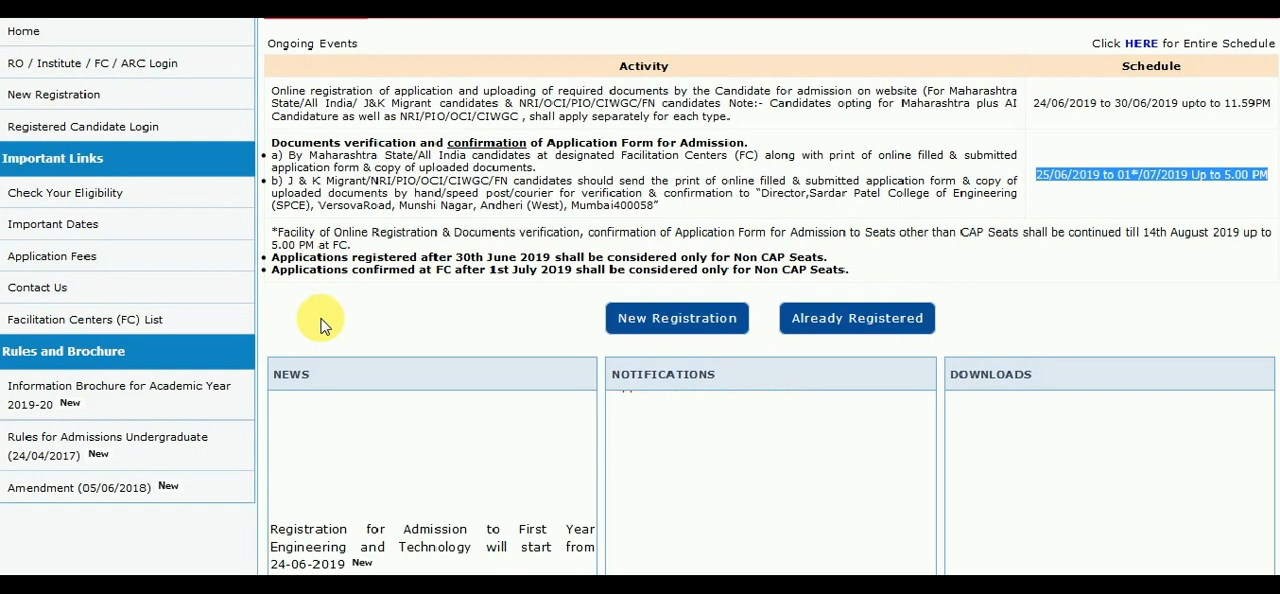 Home
RO / Institute / FC / ARC Login
New Registration
Registered Candidate Login
Important Links
Check Your Eligibility
Important Dates
Application Fees
Contact Us
Facilitation Centers (FC) List
Rules and Brochure
Information Brochure for Academic Year
2019-20 New
Rules for Admissions Undergraduate
(24/04/2017) New
Amendment (05/06/2018) New
Ongoing Events
Click HERE for Entire Schedule
Activity
Schedule
Online registration of application and uploading of required documents by the Candidate for admission on website (For Maharashtra
State/All India/ J&K Migrant candidates & NRI/OCI/PIO/CIWGC/FN candidates Note:- Candidates opting for Maharashtra plus AI
Candidature as well as NRI/PIO/OCI/CIWGC , shall apply separately for each type.
24/06/2019 to 30/06/2019 upto to 11.59PM
Documents verification and confirmation of Application Form for Admission.
• a) By Maharashtra State/All India candidates at designated Facilitation Centers (FC) along with print of online filled & submitted
application form & copy of uploaded documents.
• b) J & K Migrant/NRI/PIO/OCI/CIWGC/FN candidates should send the print of online filled & submitted application form & copy of
uploaded documents by hand/speed post/courier for verification & confirmation to “Director,Sardar Patel College of Engineering
(SPCE), VersovaRoad, Munshi Nagar, Andheri (West), Mumbai400058”
25/06/2019 to 01*/07/2019 Up to 5.00 PM
*Facility of Online Registration & Documents verification, confirmation of Application Form for Admission to Seats other than CAP Seats shall be continued till 14th August 2019 up to
5.00 PM at FC.
• Applications registered after 30th June 2019 shall be considered only for Non CAP Seats.
• Applications confirmed at FC after 1st July 2019 shall be considered only for Non CAP Seats.
New Registration
Already Registered
NEWS
Registration for Admission to First Year
Engineering and Technology will start from
24-06-2019 New
NOTIFICATIONS
DOWNLOADS